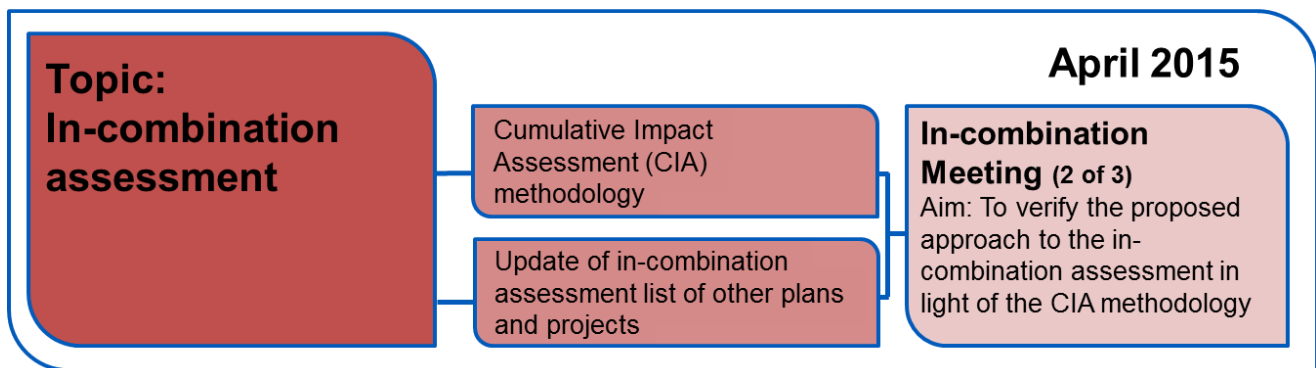 Topic:
In-combination
assessment
Cumulative Impact
Assessment (CIA)
methodology
Update of in-combination
assessment list of other plans
and projects
April 2015
In-combination
Meeting (2 of 3)
Aim: To verify the proposed
approach to the in-
combination assessment in
light of the CIA methodology